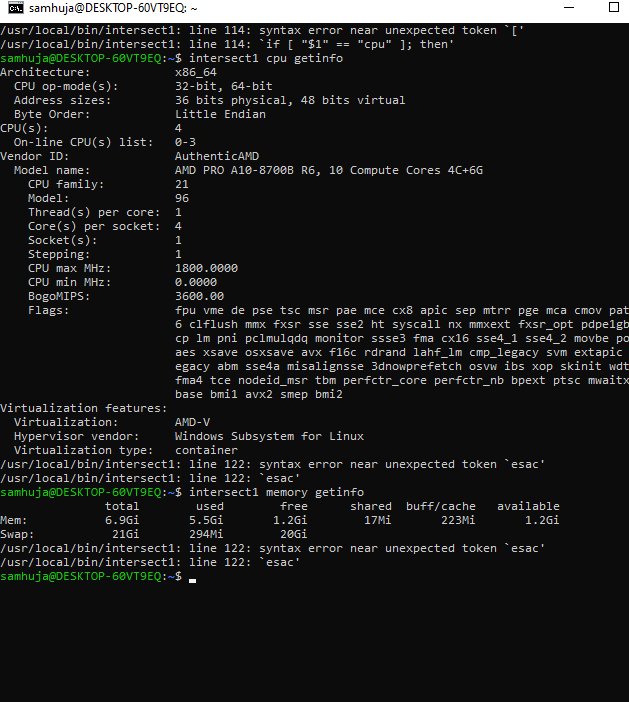 samhuja@DESKTOP-60VT9EQ: ~
/usr/local/bin/intersect1: line 114: syntax error near unexpected token `['
/usr/local/bin/intersect1: line 114: `if [ "$1" == "cpu" ]; then'
samhuja@DESKTOP-60VT9EQ:~$ intersect1 cpu getinfo
Architecture: x86_64
CPU op-mode(s): 32-bit, 64-bit
Address sizes: 36 bits physical, 48 bits virtual
Byte Order: Little Endian
CPU(s): 4
On-line CPU(s) list: 0-3
Vendor ID: AuthenticAMD
Model name: AMD PRO A10-8700B R6, 10 Compute Cores 4C+6G
CPU family: 21
Model: 96
Thread(s) per core: 1
Core(s) per socket: 4
Socket(s): 1
Stepping: 1
CPU max MHz: 1800.0000
CPU min MHz: 0.0000
BogoMIPS: 3600.00
Flags: fpu vme de pse tsc msr pae mce cx8 apic sep mtrr pge mca cmov pat
6 clflush mmx fxsr sse sse2 ht syscall nx mmxext fxsr_opt pdpe1gb
cp lm pni pclmulqdq monitor ssse3 fma cx16 sse4_1 sse4_2 movbe po
aes xsave osxsave avx f16c rdrand lahf_lm cmp_legacy svm extapic
egacy abm sse4a misalignsse 3dnowprefetch osvw ibs xop skinit wdt
fma4 tce nodeid_msr tbm perfctr_core perfctr_nb bpext ptsc mwaitx
base bmi1 avx2 smep bmi2
Virtualization features:
Virtualization: AMD-V
Hypervisor vendor: Windows Subsystem for Linux
Virtualization type: container
/usr/local/bin/intersect1: line 122: syntax error near unexpected token `esac'
/usr/local/bin/intersect1: line 122: `esac'
samhuja@DESKTOP-60VT9EQ:~$ intersect1 memory getinfo
total used free shared buff/cache available
Mem: 6.9Gi 5.5Gi 1.2Gi 17Mi 223Mi 1.2Gi
Swap: 21Gi 294Mi 20Gi
/usr/local/bin/intersect1: line 122: syntax error near unexpected token `esac'
/usr/local/bin/intersect1: line 122: `esac'
samhuja@DESKTOP-60VT9EQ:~$